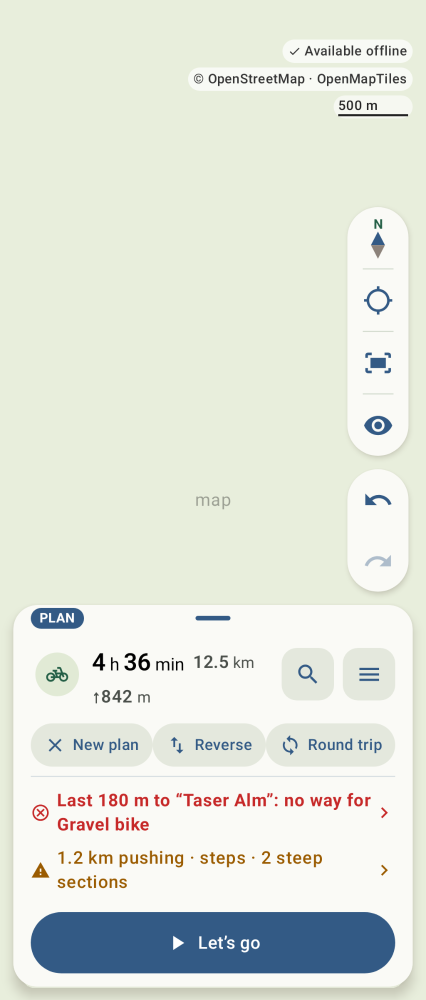 Available offline
© OpenStreetMap · OpenMapTiles
500 m
N
map
PLAN
4 h 36 min 12.5 km
↑842 m
New plan Reverse Round trip
Last 180 m to “Taser Alm”: no way for
Gravel bike
1.2 km pushing · steps · 2 steep
sections
Let’s go